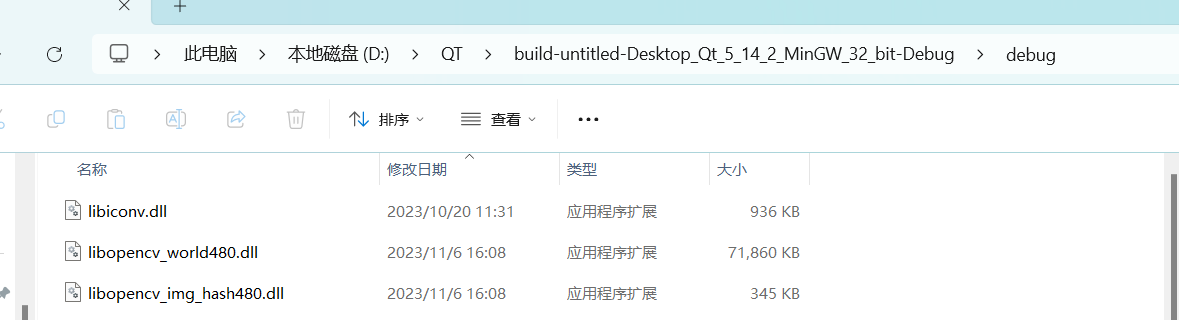 此电脑 > 本地磁盘 (D:) > QT > build-untitled-Desktop_Qt_5_14_2_MinGW_32_bit-Debug > debug
排序 查看
名称 修改日期 类型 大小
libiconv.dll 2023/10/20 11:31 应用程序扩展 936 KB
libopencv_world480.dll 2023/11/6 16:08 应用程序扩展 71,860 KB
libopencv_img_hash480.dll 2023/11/6 16:08 应用程序扩展 345 KB